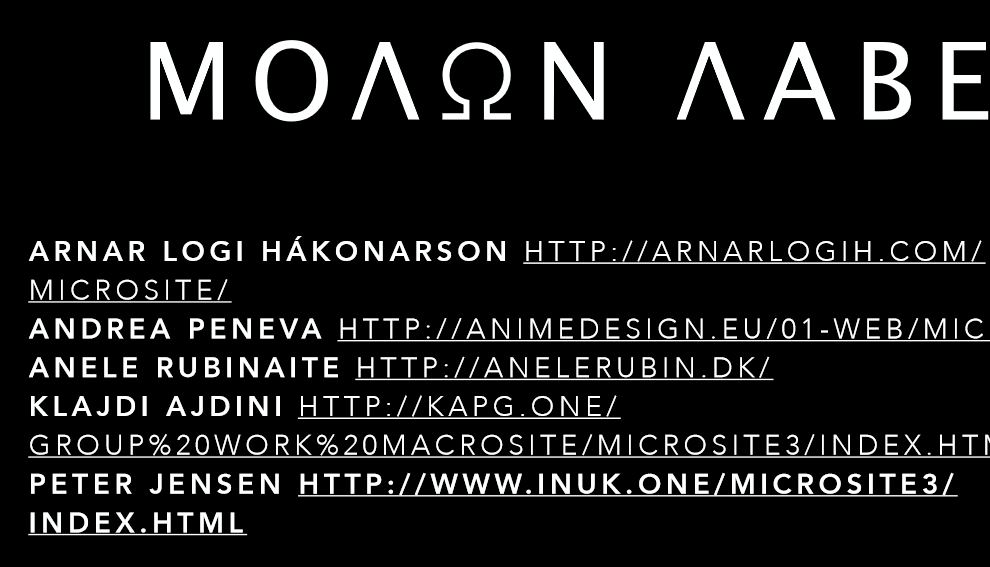 ΜΟΛΩΝ ΛΑΒΕ
ARNAR LOGI HÁKONARSON HTTP://ARNARLOGIH.COM/
MICROSITE/
ANDREA PENEVA HTTP://ANIMEDESIGN.EU/01-WEB/MIC
ANELE RUBINAITE HTTP://ANELERUBIN.DK/
KLAJDI AJDINI HTTP://KAPG.ONE/
GROUP%20WORK%20MACROSITE/MICROSITE3/INDEX.HTM
PETER JENSEN HTTP://WWW.INUK.ONE/MICROSITE3/
INDEX.HTML